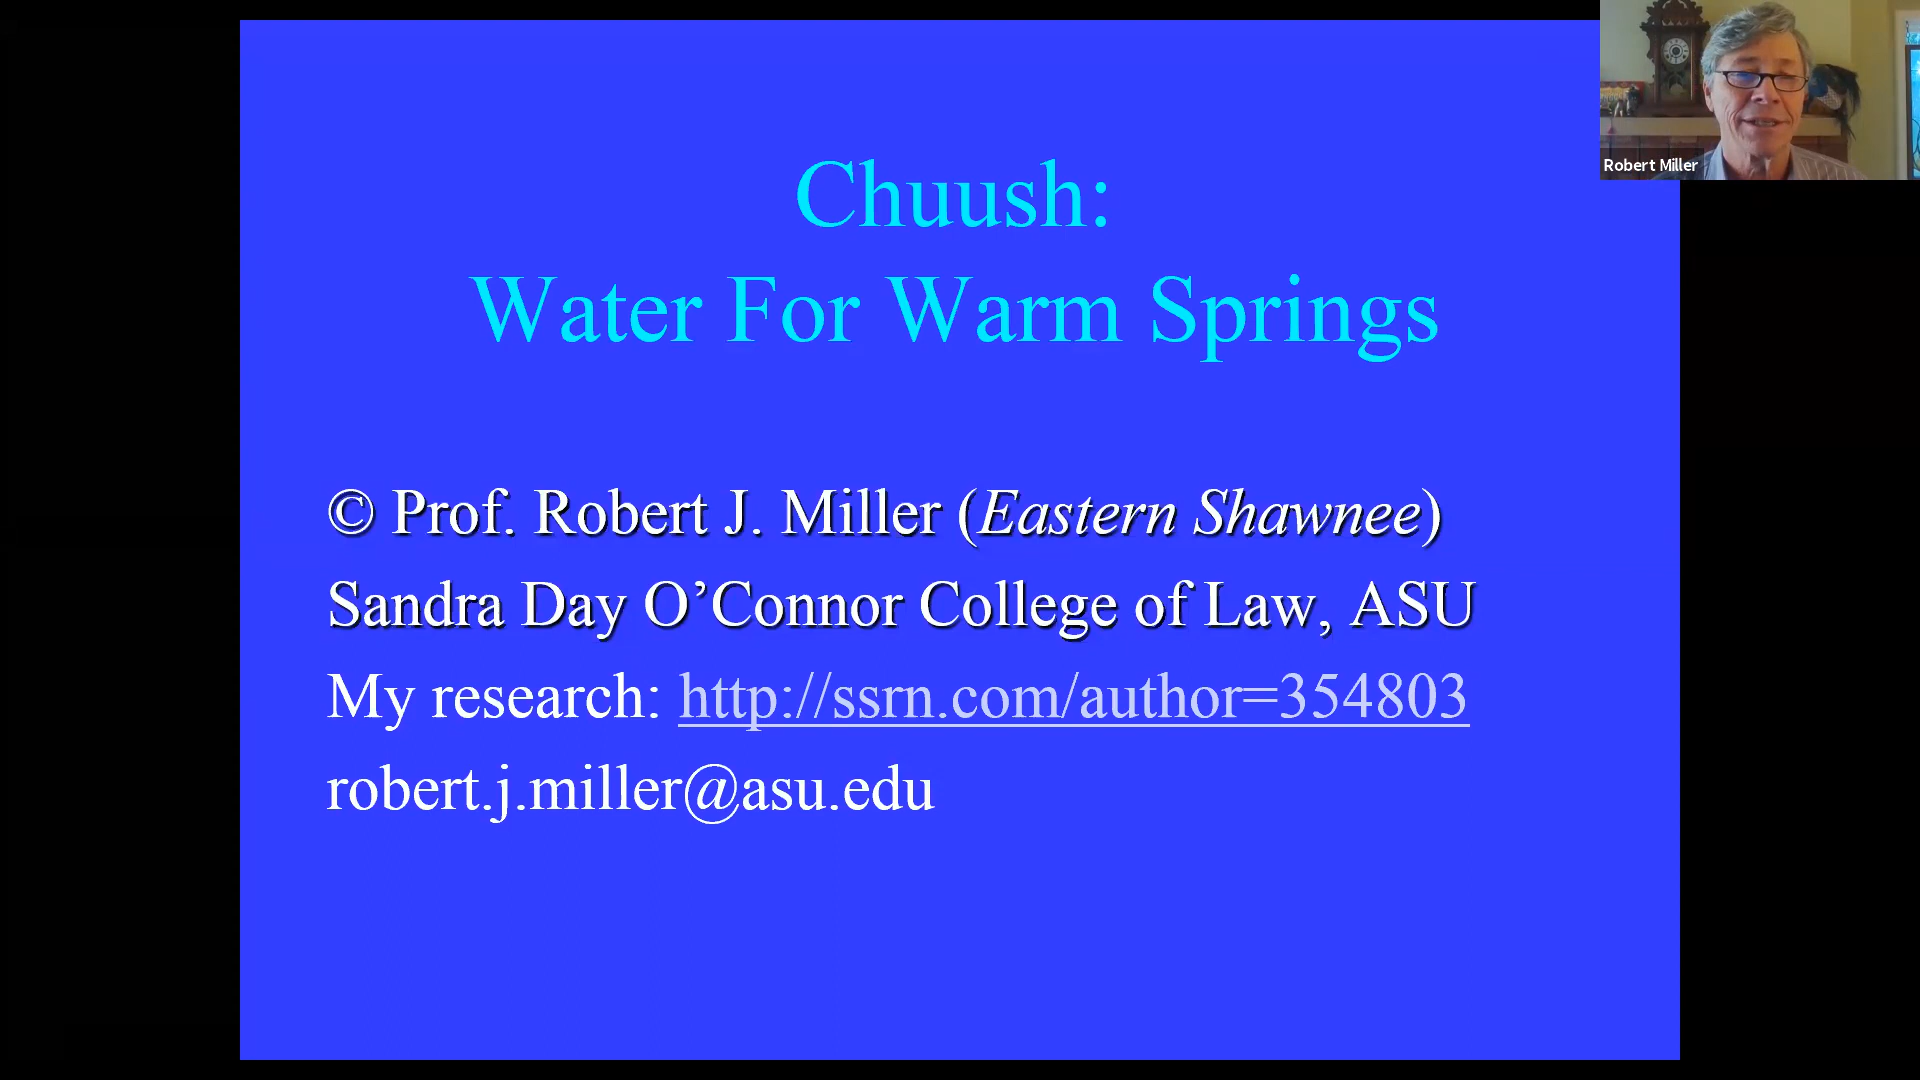 Chuush:
Water For Warm Springs
© Prof. Robert J. Miller (Eastern Shawnee)
Sandra Day O’Connor College of Law, ASU
My research: http://ssrn.com/author=354803
robert.j.miller@asu.edu
Robert Miller